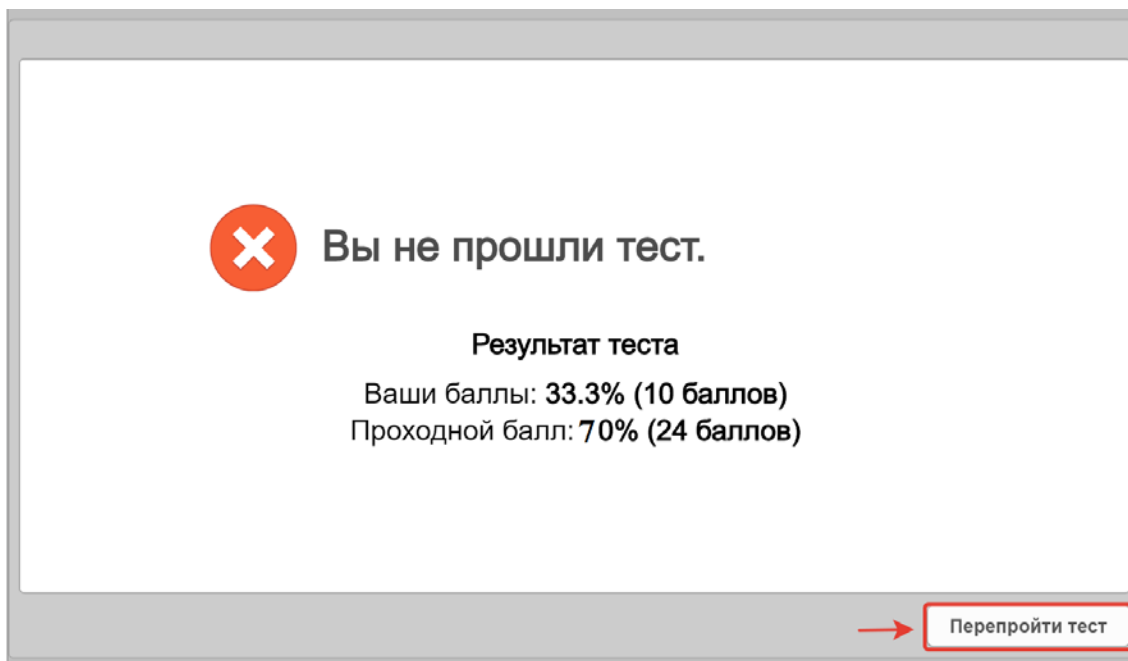 Вы не прошли тест.
Результат теста
Ваши баллы: 33.3% (10 баллов)
Проходной балл: 70% (24 баллов)
Перепройти тест